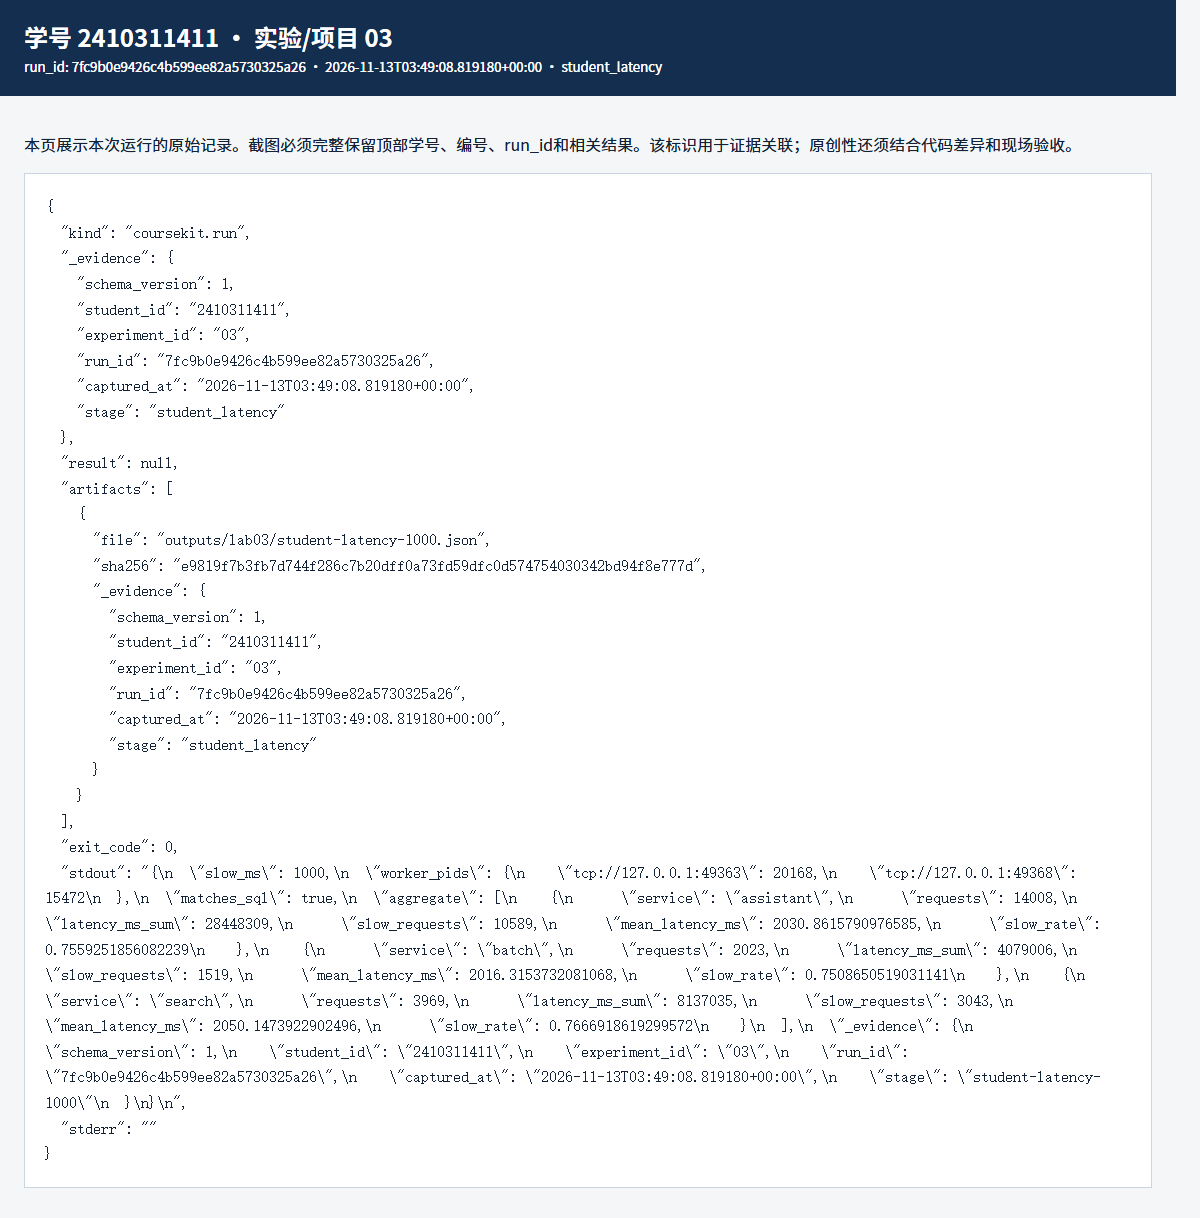 学号 2410311411 · 实验/项目 03
run_id: 7fc9b0e9426c4b599ee82a5730325a26 · 2026-11-13T03:49:08.819180+00:00 · student_latency
本页展示本次运行的原始记录。截图必须完整保留顶部学号、编号、run_id和相关结果。该标识用于证据关联；原创性还须结合代码差异和现场验收。
{
  "kind": "coursekit.run",
  "_evidence": {
    "schema_version": 1,
    "student_id": "2410311411",
    "experiment_id": "03",
    "run_id": "7fc9b0e9426c4b599ee82a5730325a26",
    "captured_at": "2026-11-13T03:49:08.819180+00:00",
    "stage": "student_latency"
  },
  "result": null,
  "artifacts": [
    {
      "file": "outputs/lab03/student-latency-1000.json",
      "sha256": "e9819f7b3fb7d744f286c7b20dff0a73fd59dfc0d574754030342bd94f8e777d",
      "_evidence": {
        "schema_version": 1,
        "student_id": "2410311411",
        "experiment_id": "03",
        "run_id": "7fc9b0e9426c4b599ee82a5730325a26",
        "captured_at": "2026-11-13T03:49:08.819180+00:00",
        "stage": "student_latency"
      }
    }
  ],
  "exit_code": 0,
  "stdout": "{\n  \"slow_ms\": 1000,\n  \"worker_pids\": {\n    \"tcp://127.0.0.1:49363\": 20168,\n    \"tcp://127.0.0.1:49368\":
15472\n  },\n  \"matches_sql\": true,\n  \"aggregate\": [\n    {\n      \"service\": \"assistant\",\n      \"requests\": 14008,\n
\"latency_ms_sum\": 28448309,\n      \"slow_requests\": 10589,\n      \"mean_latency_ms\": 2030.8615790976585,\n      \"slow_rate\":
0.7559251856082239\n    },\n    {\n      \"service\": \"batch\",\n      \"requests\": 2023,\n      \"latency_ms_sum\": 4079006,\n
\"slow_requests\": 1519,\n      \"mean_latency_ms\": 2016.3153732081068,\n      \"slow_rate\": 0.7508650519031141\n    },\n    {\n
\"service\": \"search\",\n      \"requests\": 3969,\n      \"latency_ms_sum\": 8137035,\n      \"slow_requests\": 3043,\n
\"mean_latency_ms\": 2050.1473922902496,\n      \"slow_rate\": 0.7666918619299572\n    }\n  ],\n  \"_evidence\": {\n
\"schema_version\": 1,\n    \"student_id\": \"2410311411\",\n    \"experiment_id\": \"03\",\n    \"run_id\":
\"7fc9b0e9426c4b599ee82a5730325a26\",\n    \"captured_at\": \"2026-11-13T03:49:08.819180+00:00\",\n    \"stage\": \"student-latency-
1000\"\n  }\n}\n",
  "stderr": ""
}